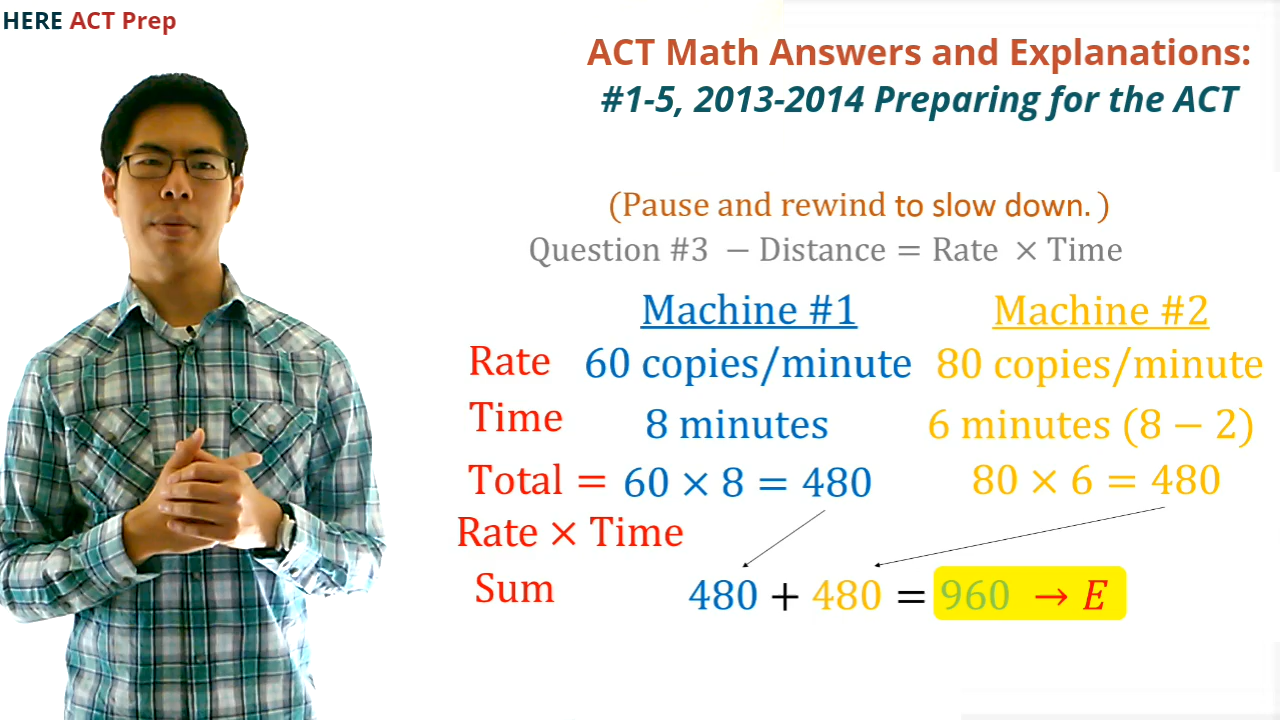 HERE ACT Prep
ACT Math Answers and Explanations:
#1-5, 2013-2014 Preparing for the ACT
(Pause and rewind to slow down. )
Question #3 − Distance = Rate × Time
Machine #1 Machine #2
Rate 60 copies/minute 80 copies/minute
Time 8 minutes 6 minutes (8 − 2)
Total = 60 × 8 = 480 80 × 6 = 480
Rate × Time
Sum 480 + 480 = 960 → E